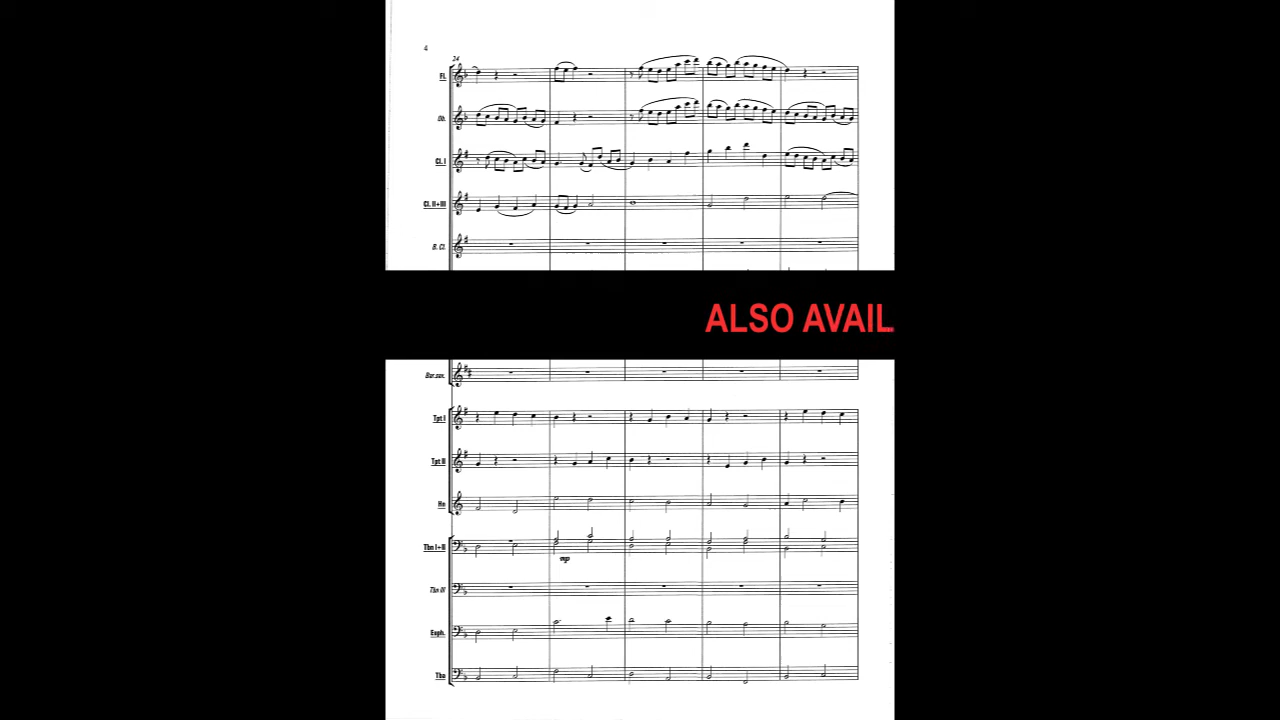 4
24
Fl.
Ob.
Cl. I
Cl. II+III
B. Cl.
ALSO AVAIL
Bar.sax.
Tpt I
Tpt II
Hn
Tbn I+II
mp
Tbn III
Euph.
Tba